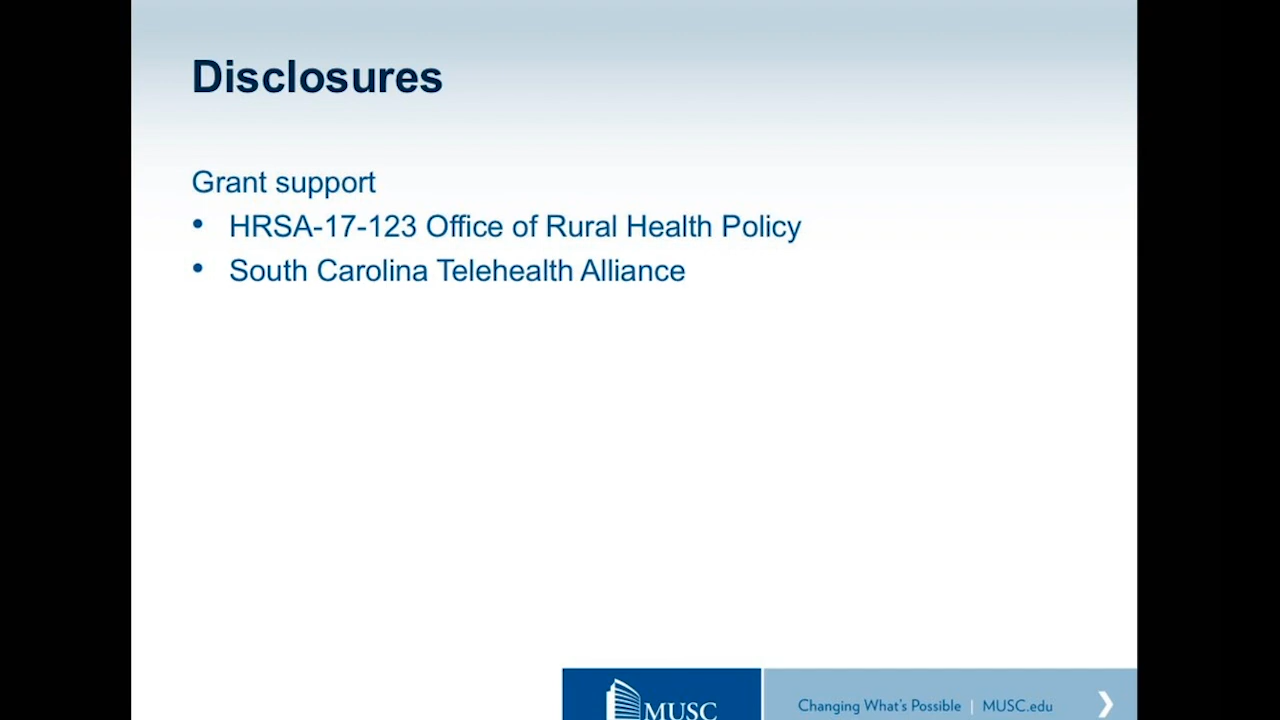 Disclosures
Grant support
• HRSA-17-123 Office of Rural Health Policy
• South Carolina Telehealth Alliance
MUSC
Changing What's Possible | MUSC.edu